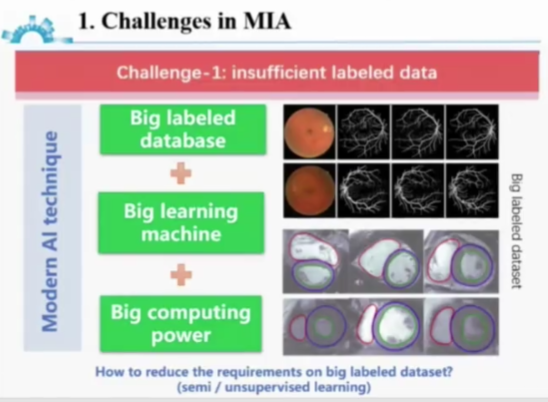 1. Challenges in MIA
Challenge-1: insufficient labeled data
Modern AI technique
Big labeled
database
+
Big learning
machine
+
Big computing
power
Big labeled dataset
How to reduce the requirements on big labeled dataset?
(semi / unsupervised learning)